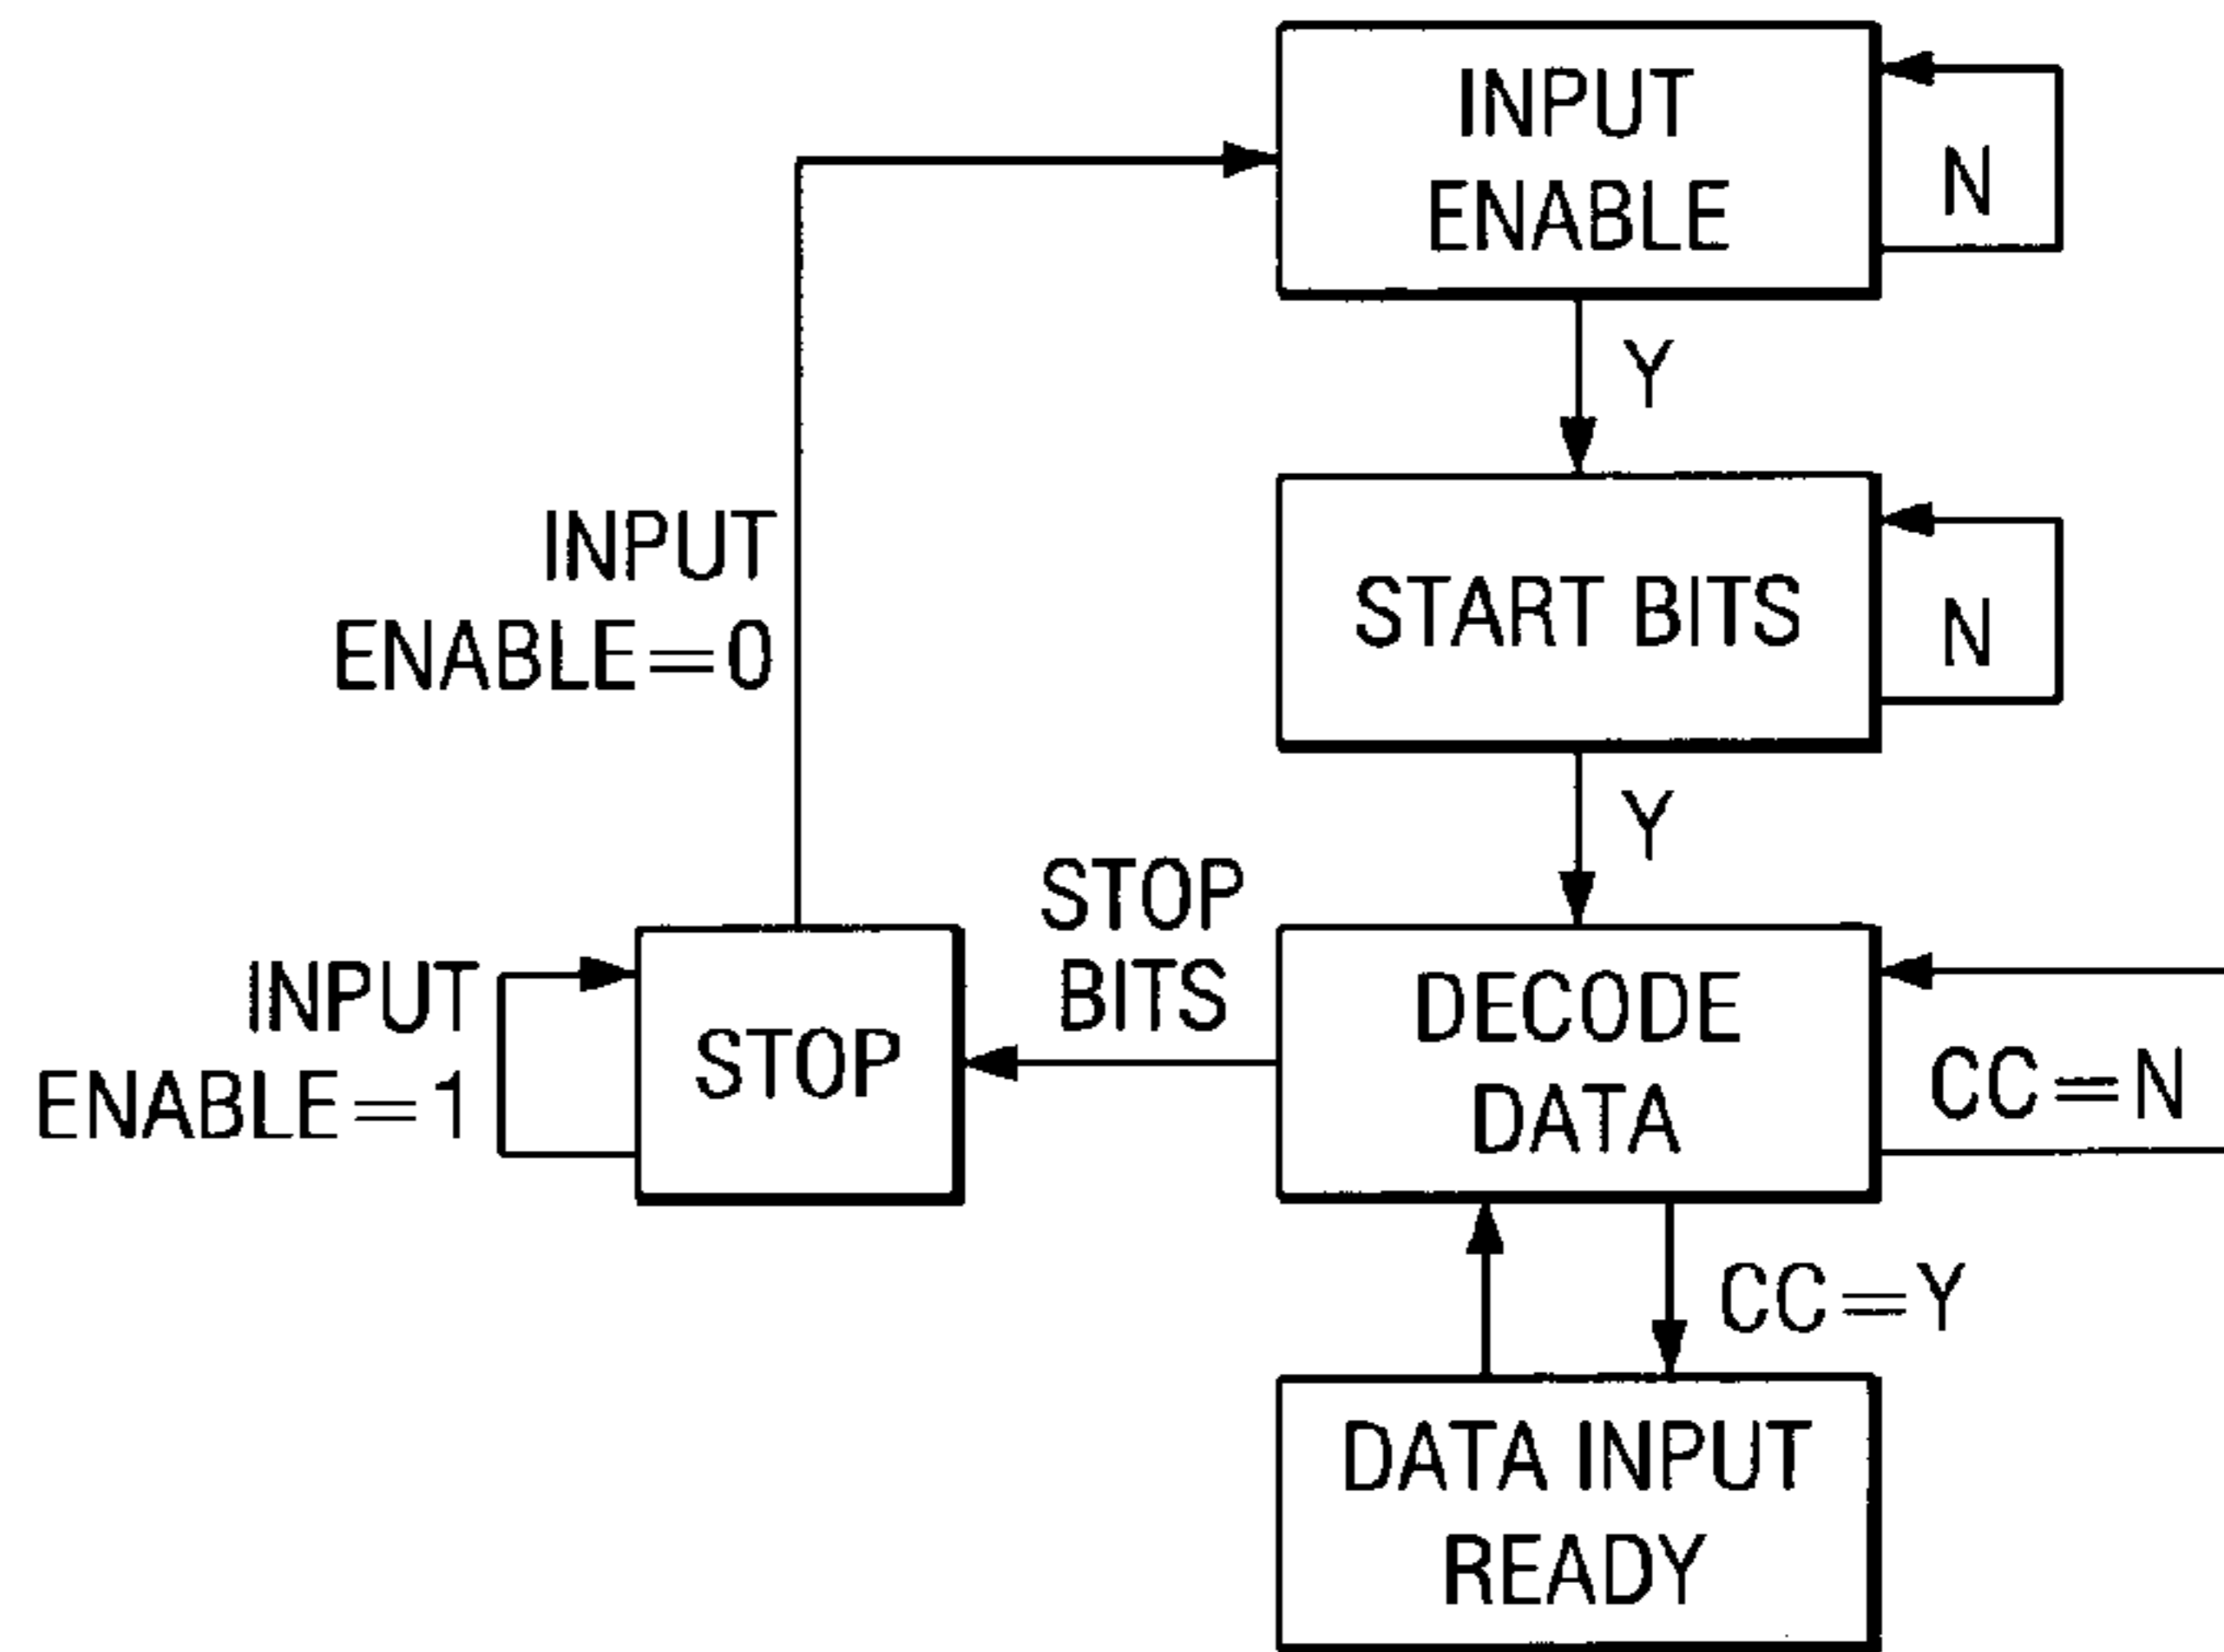 INPUT
ENABLE
N
Y
INPUT
ENABLE=0
START BITS
N
Y
STOP
BITS
INPUT
ENABLE=1
STOP
DECODE
DATA
CC=N
CC=Y
DATA INPUT
READY